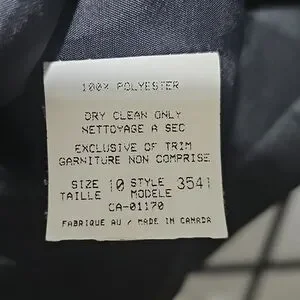 100% POLYESTER
DRY CLEAN ONLY
NETTOYAGE A SEC
EXCLUSIVE OF TRIM
GARNITURE NON COMPRISE
SIZE 10 STYLE 3541
TAILLE MODELE
CA-01170
FABRIQUE AU / MADE IN CANADA